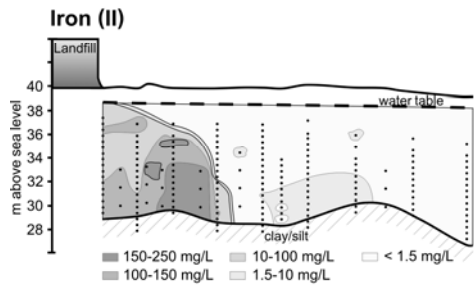 Iron (II)
Landfill
m above sea level
40
38
36
34
32
30
28
water table
clay/silt
150-250 mg/L
10-100 mg/L
< 1.5 mg/L
100-150 mg/L
1.5-10 mg/L